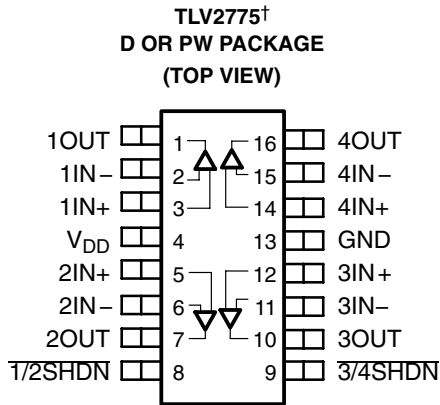 TLV2775†
D OR PW PACKAGE
(TOP VIEW)
1OUT 1 16 4OUT
1IN− 2 15 4IN−
1IN+ 3 14 4IN+
VDD 4 13 GND
2IN+ 5 12 3IN+
2IN− 6 11 3IN−
2OUT 7 10 3OUT
1/2SHDN 8 9 3/4SHDN